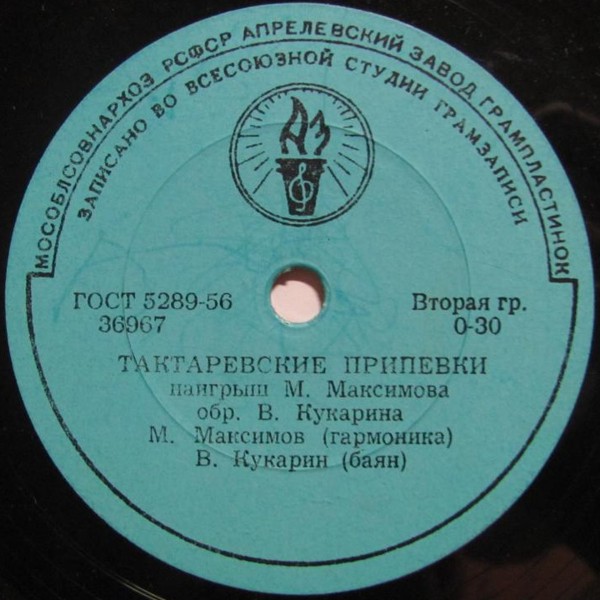 МОСОБЛСОВНАРХОЗ РСФСР АПРЕЛЕВСКИЙ ЗАВОД ГРАМПЛАСТИНОК
ЗАПИСАНО ВО ВСЕСОЮЗНОЙ СТУДИИ ГРАМЗАПИСИ
АЗ
ГОСТ 5289-56 Вторая гр.
36967 0-30
ТАКТАРЕВСКИЕ ПРИПЕВКИ
наигрыш М. Максимова
обр. В. Кукарина
М. Максимов (гармоника)
В. Кукарин (баян)